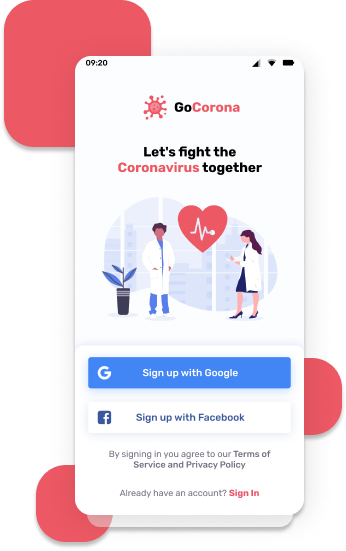 09:20
GoCorona
Let's fight the
Coronavirus together
Sign up with Google
Sign up with Facebook
By signing in you agree to our Terms of
Service and Privacy Policy
Already have an account? Sign In